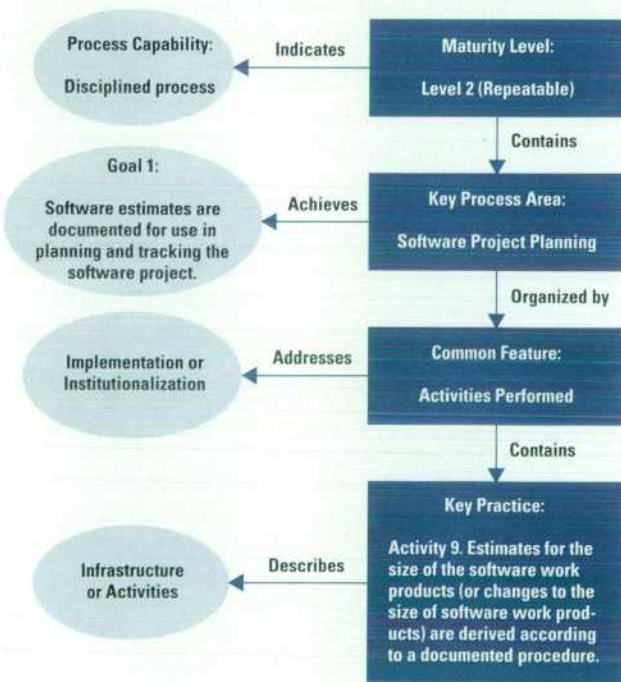 Process Capability:
Disciplined process
Indicates
Maturity Level:
Level 2 (Repeatable)
Contains
Goal 1:
Software estimates are
documented for use in
planning and tracking the
software project.
Achieves
Key Process Area:
Software Project Planning
Organized by
Implementation or
Institutionalization
Addresses
Common Feature:
Activities Performed
Contains
Infrastructure
or Activities
Describes
Key Practice:
Activity 9. Estimates for the
size of the software work
products (or changes to the
size of software work prod-
ucts) are derived according
to a documented procedure.